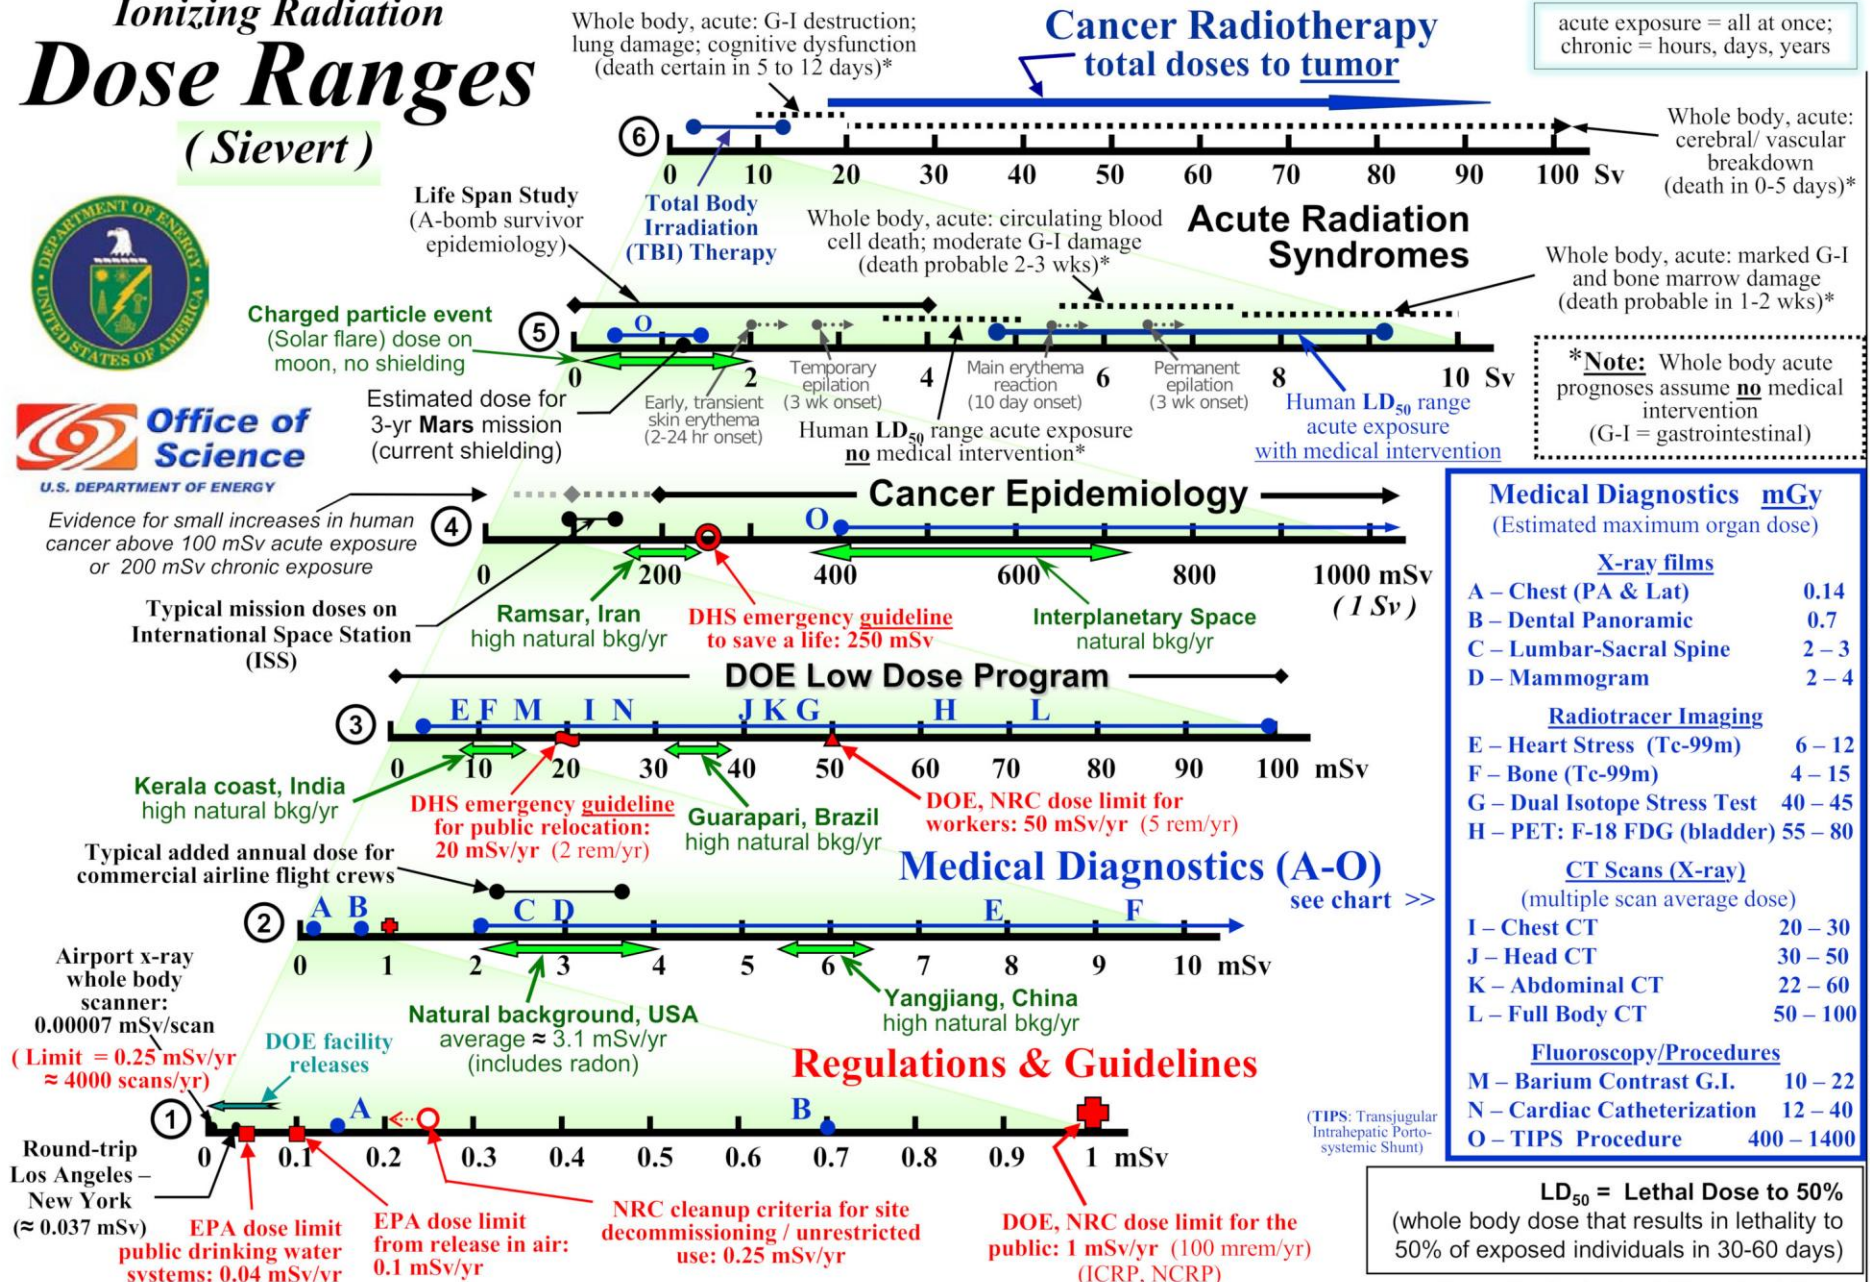 Ionizing Radiation
Dose Ranges
( Sievert )
DEPARTMENT OF ENERGY
UNITED STATES OF AMERICA
Office of
Science
U.S. DEPARTMENT OF ENERGY
acute exposure = all at once;
chronic = hours, days, years
Whole body, acute: G-I destruction;
lung damage; cognitive dysfunction
(death certain in 5 to 12 days)*
Cancer Radiotherapy
total doses to tumor
Whole body, acute:
cerebral/ vascular
breakdown
(death in 0-5 days)*
6
0 10 20 30 40 50 60 70 80 90 100 Sv
Total Body
Irradiation
(TBI) Therapy
Life Span Study
(A-bomb survivor
epidemiology)
Whole body, acute: circulating blood
cell death; moderate G-I damage
(death probable 2-3 wks)*
Acute Radiation
Syndromes
Whole body, acute: marked G-I
and bone marrow damage
(death probable in 1-2 wks)*
Charged particle event
(Solar flare) dose on
moon, no shielding
5
O
0 2 4 6 8 10 Sv
Estimated dose for
3-yr Mars mission
(current shielding)
Early, transient
skin erythema
(2-24 hr onset)
Temporary
epilation
(3 wk onset)
Main erythema
reaction
(10 day onset)
Permanent
epilation
(3 wk onset)
Human LD50 range acute exposure
no medical intervention*
Human LD50 range
acute exposure
with medical intervention
*Note: Whole body acute
prognoses assume no medical
intervention
(G-I = gastrointestinal)
Evidence for small increases in human
cancer above 100 mSv acute exposure
or 200 mSv chronic exposure
Cancer Epidemiology
4
O
0 200 400 600 800 1000 mSv
( 1 Sv )
Typical mission doses on
International Space Station
(ISS)
Ramsar, Iran
high natural bkg/yr
DHS emergency guideline
to save a life: 250 mSv
Interplanetary Space
natural bkg/yr
DOE Low Dose Program
3
E F M I N J K G H L
0 10 20 30 40 50 60 70 80 90 100 mSv
Kerala coast, India
high natural bkg/yr
DHS emergency guideline
for public relocation:
20 mSv/yr (2 rem/yr)
Guarapari, Brazil
high natural bkg/yr
DOE, NRC dose limit for
workers: 50 mSv/yr (5 rem/yr)
Typical added annual dose for
commercial airline flight crews
Medical Diagnostics (A-O)
see chart >>
2
A B C D E F
0 1 2 3 4 5 6 7 8 9 10 mSv
Natural background, USA
average ≈ 3.1 mSv/yr
(includes radon)
Yangjiang, China
high natural bkg/yr
Airport x-ray
whole body
scanner:
0.00007 mSv/scan
( Limit = 0.25 mSv/yr
≈ 4000 scans/yr)
DOE facility
releases
Regulations & Guidelines
1
A B
0 0.1 0.2 0.3 0.4 0.5 0.6 0.7 0.8 0.9 1 mSv
Round-trip
Los Angeles –
New York
(≈ 0.037 mSv)
EPA dose limit
public drinking water
systems: 0.04 mSv/yr
EPA dose limit
from release in air:
0.1 mSv/yr
NRC cleanup criteria for site
decommissioning / unrestricted
use: 0.25 mSv/yr
DOE, NRC dose limit for the
public: 1 mSv/yr (100 mrem/yr)
(ICRP, NCRP)
Medical Diagnostics mGy
(Estimated maximum organ dose)
X-ray films
A – Chest (PA & Lat) 0.14
B – Dental Panoramic 0.7
C – Lumbar-Sacral Spine 2 – 3
D – Mammogram 2 – 4
Radiotracer Imaging
E – Heart Stress (Tc-99m) 6 – 12
F – Bone (Tc-99m) 4 – 15
G – Dual Isotope Stress Test 40 – 45
H – PET: F-18 FDG (bladder) 55 – 80
CT Scans (X-ray)
(multiple scan average dose)
I – Chest CT 20 – 30
J – Head CT 30 – 50
K – Abdominal CT 22 – 60
L – Full Body CT 50 – 100
Fluoroscopy/Procedures
M – Barium Contrast G.I. 10 – 22
N – Cardiac Catheterization 12 – 40
O – TIPS Procedure 400 – 1400
(TIPS: Transjugular
Intrahepatic Porto-
systemic Shunt)
LD50 = Lethal Dose to 50%
(whole body dose that results in lethality to
50% of exposed individuals in 30-60 days)